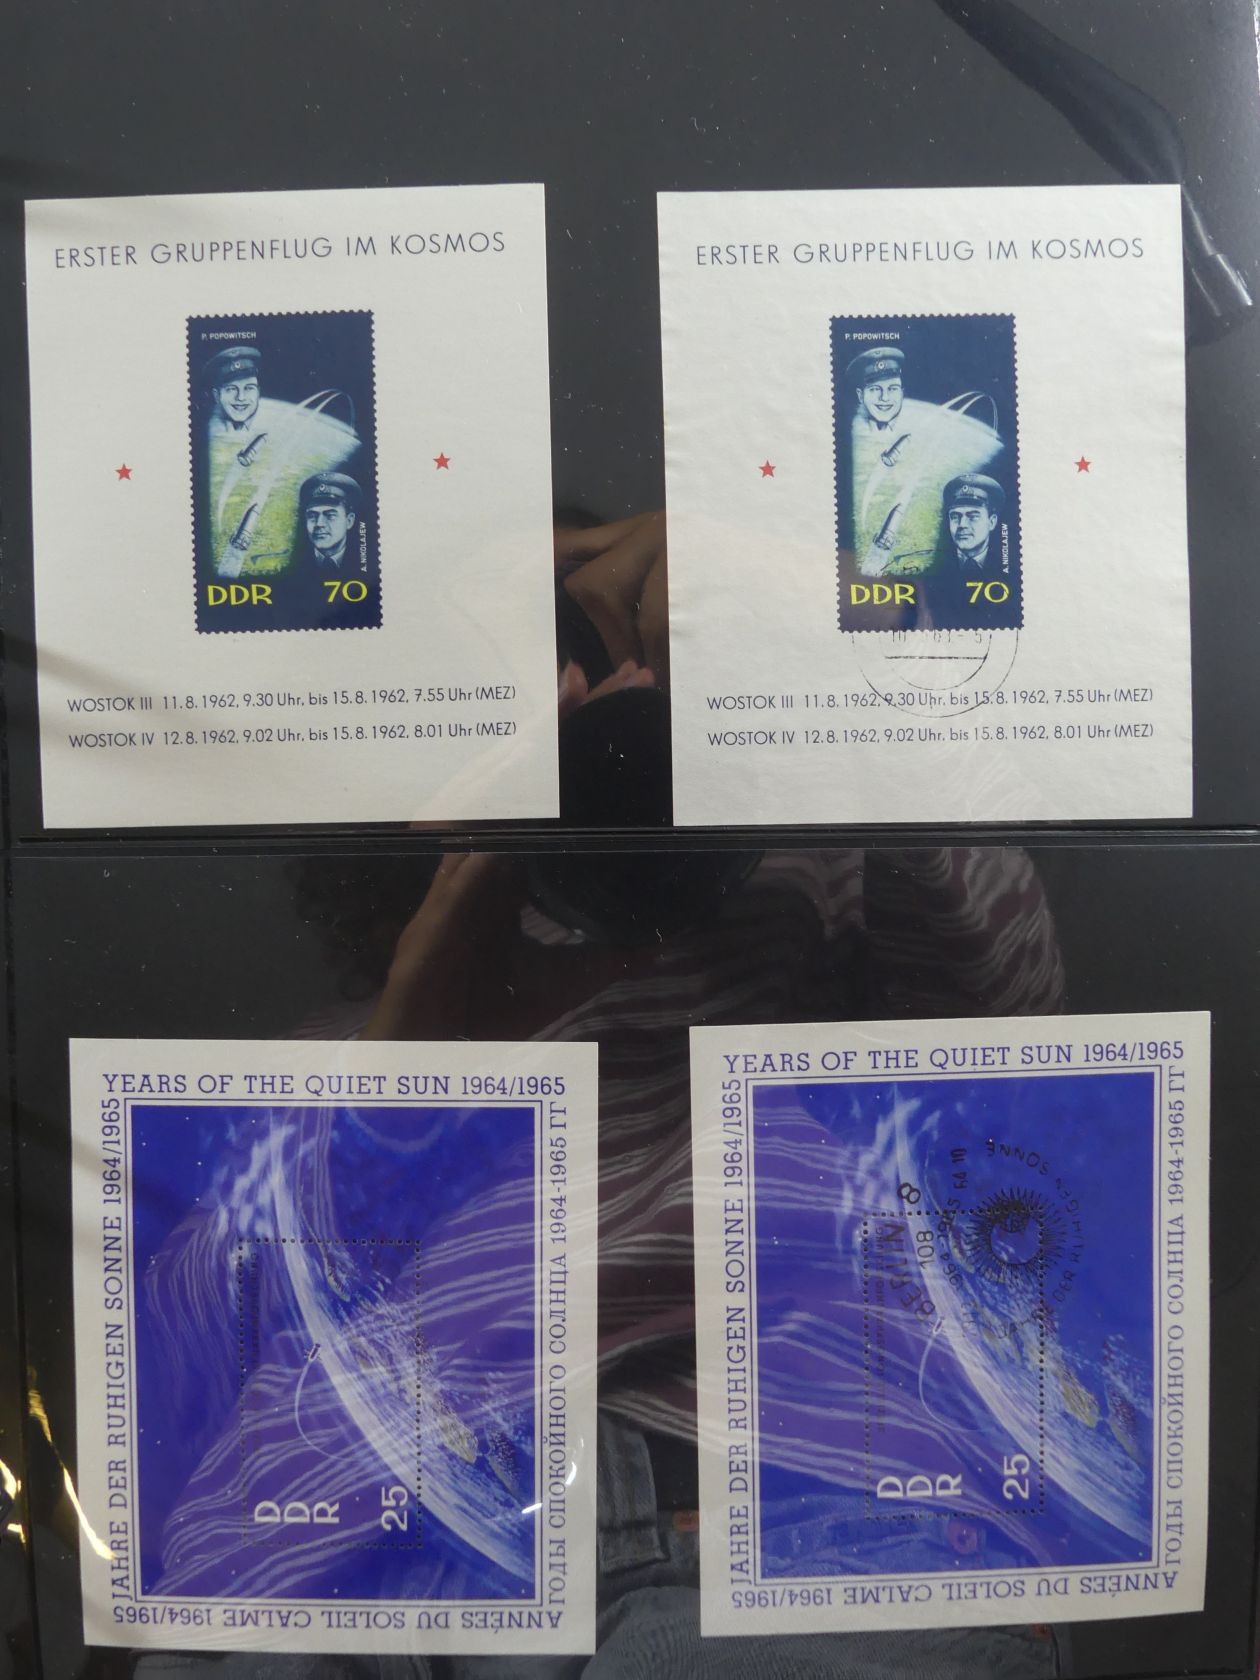 ERSTER GRUPPENFLUG IM KOSMOS
P. POPOWITSCH
A. NIKOLAJEW
DDR 70
WOSTOK III 11.8.1962, 9.30 Uhr, bis 15.8.1962, 7.55 Uhr (MEZ)
WOSTOK IV 12.8.1962, 9.02 Uhr, bis 15.8.1962, 8.01 Uhr (MEZ)
ERSTER GRUPPENFLUG IM KOSMOS
P. POPOWITSCH
A. NIKOLAJEW
DDR 70
WOSTOK III 11.8.1962, 9.30 Uhr, bis 15.8.1962, 7.55 Uhr (MEZ)
WOSTOK IV 12.8.1962, 9.02 Uhr, bis 15.8.1962, 8.01 Uhr (MEZ)
YEARS OF THE QUIET SUN 1964/1965
JAHRE DER RUHIGEN SONNE 1964/1965
ГОДЫ СПОКОЙНОГО СОЛНЦА 1964-1965 ГГ
DDR
25
ANNÉES DU SOLEIL CALME 1964/1965
YEARS OF THE QUIET SUN 1964/1965
JAHRE DER RUHIGEN SONNE 1964/1965
ГОДЫ СПОКОЙНОГО СОЛНЦА 1964-1965 ГГ
BERLIN 8
108
JAHRE DER RUHIGEN SONNE
DDR
25
ANNÉES DU SOLEIL CALME 1964/1965